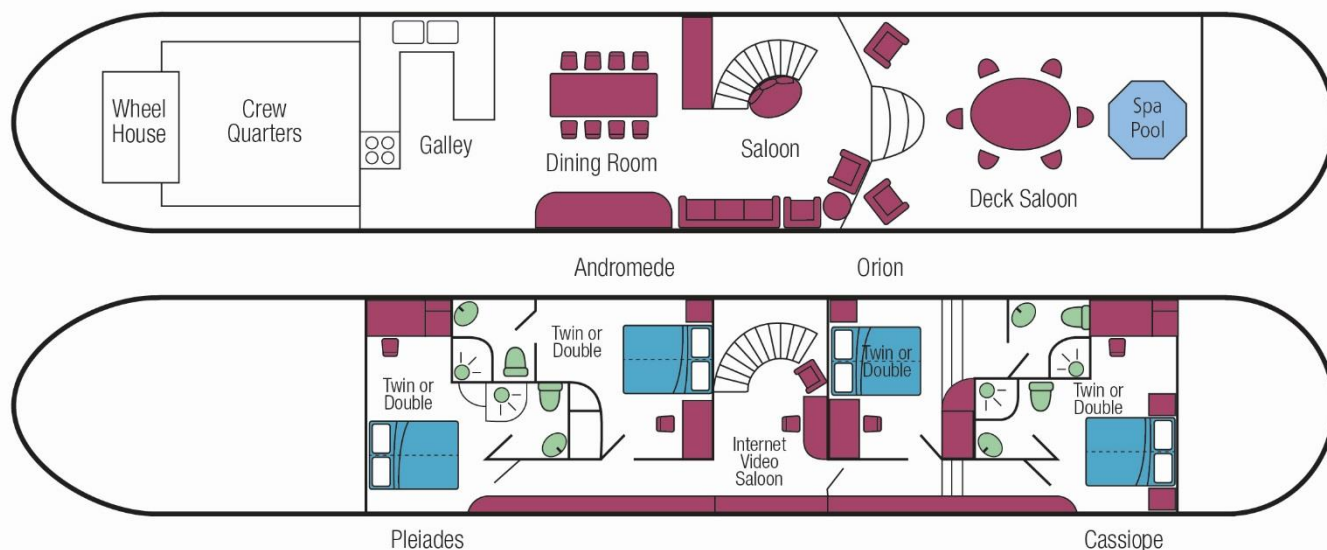 Wheel
House
Crew
Quarters
Galley
Dining Room
Saloon
Deck Saloon
Spa
Pool
Andromede
Orion
Twin or
Double
Twin or
Double
Twin or
Double
Twin or
Double
Internet
Video
Saloon
Pleiades
Cassiope